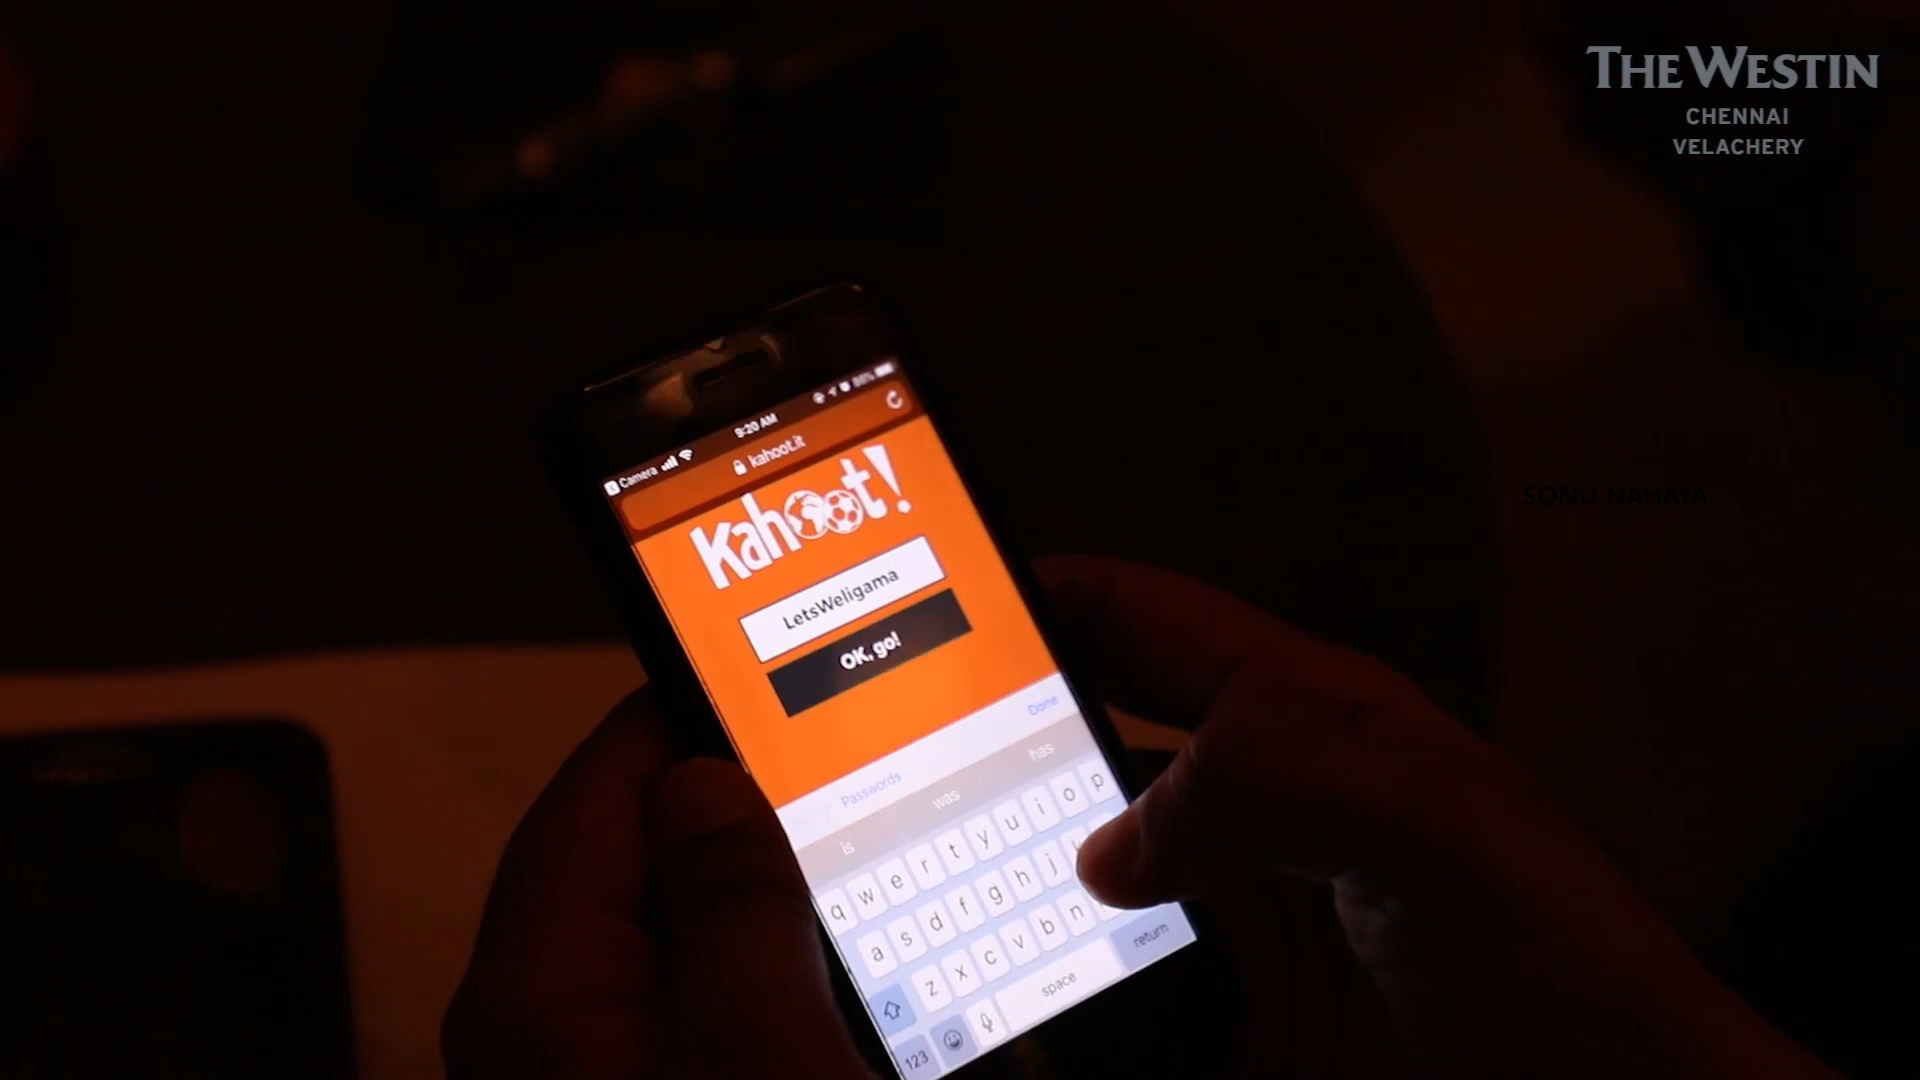 THE WESTIN
CHENNAI
VELACHERY
SONU NAHATA
Camera
9:20 AM
86%
kahoot.it
Kahoot!
LetsWeligama
OK, go!
Done
Passwords
is
was
has
q w e r t y u i o p
a s d f g h j
z x c v b n
return
123
space